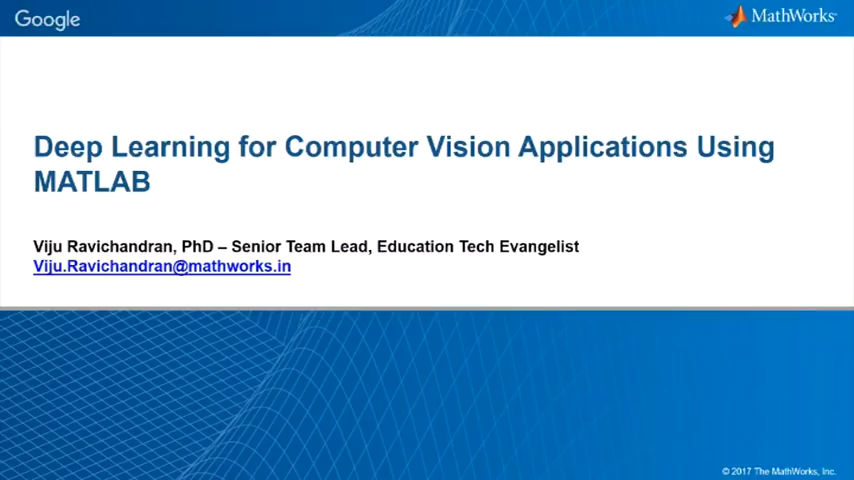 Google
MathWorks
Deep Learning for Computer Vision Applications Using
MATLAB
Viju Ravichandran, PhD – Senior Team Lead, Education Tech Evangelist
Viju.Ravichandran@mathworks.in
© 2017 The MathWorks, Inc.